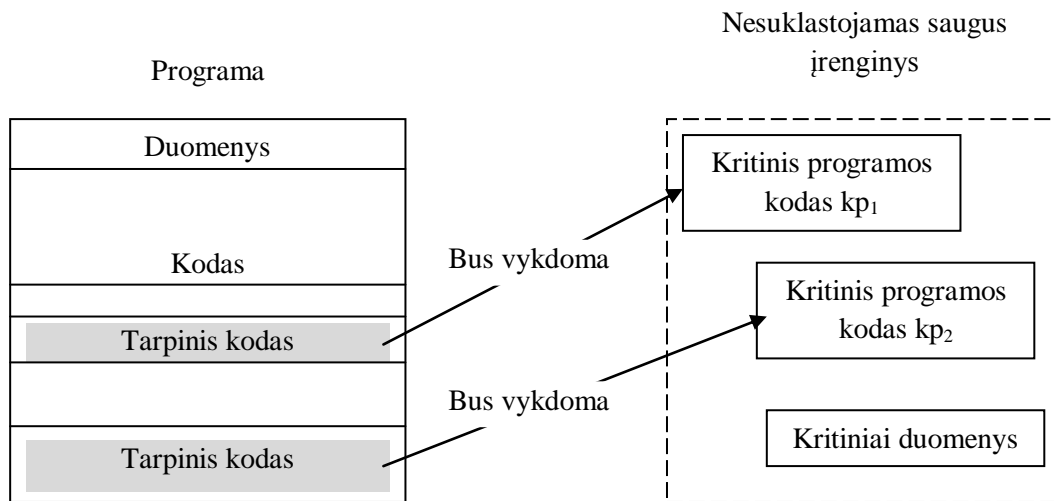 Programa
Nesuklastojamas saugus
įrenginys
Duomenys
Kodas
Tarpinis kodas
Tarpinis kodas
Bus vykdoma
Bus vykdoma
Kritinis programos
kodas kp₁
Kritinis programos
kodas kp₂
Kritiniai duomenys